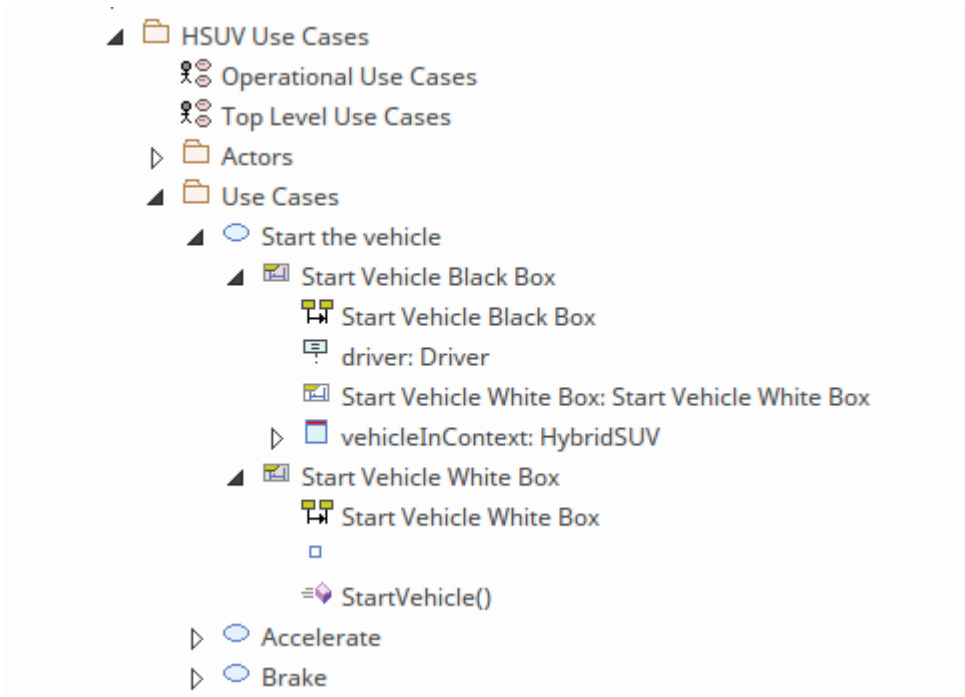 HSUV Use Cases
Operational Use Cases
Top Level Use Cases
Actors
Use Cases
Start the vehicle
Start Vehicle Black Box
Start Vehicle Black Box
driver: Driver
Start Vehicle White Box: Start Vehicle White Box
vehicleInContext: HybridSUV
Start Vehicle White Box
Start Vehicle White Box
StartVehicle()
Accelerate
Brake